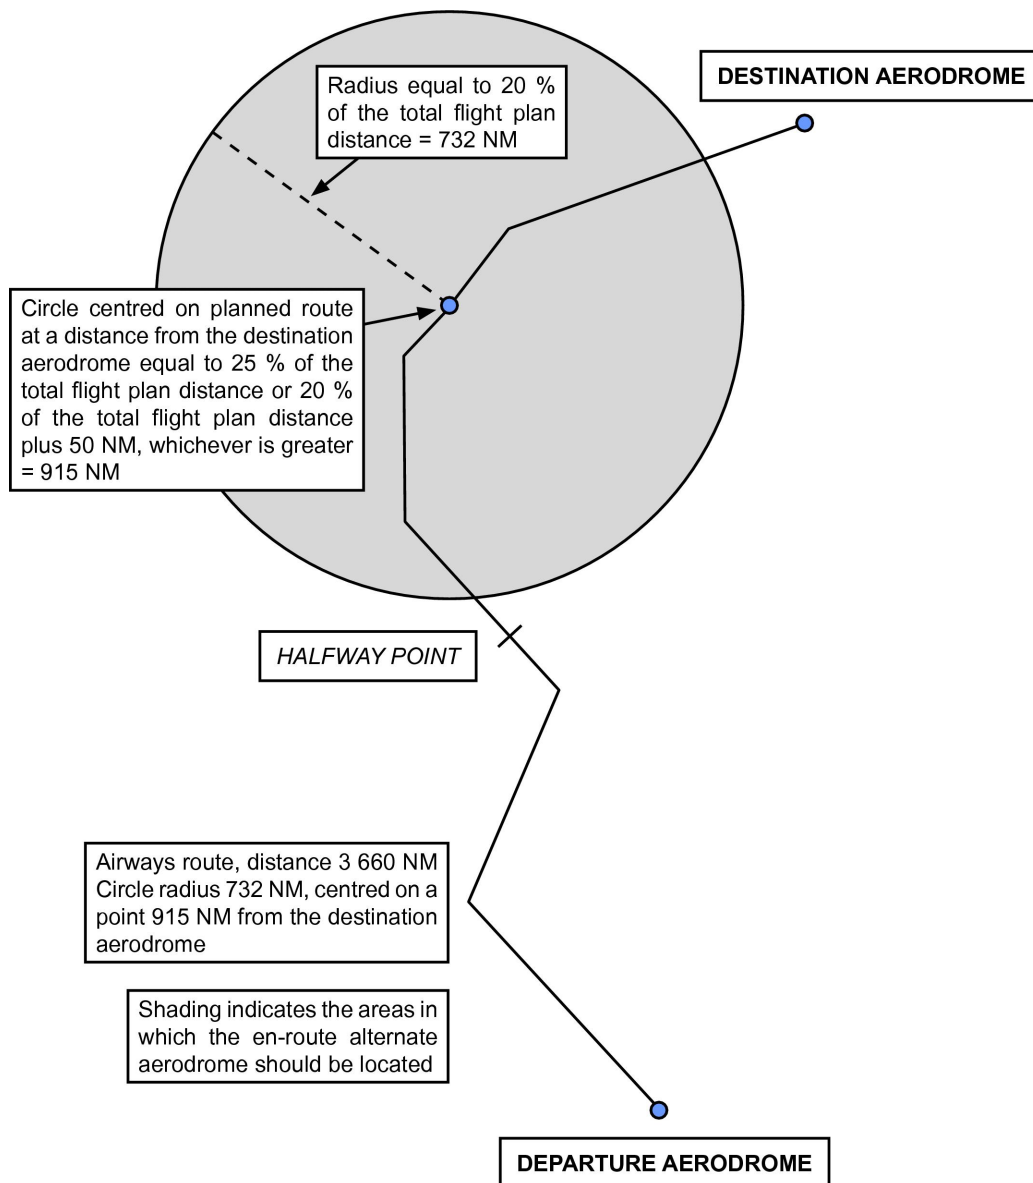 Radius equal to 20 %
of the total flight plan
distance = 732 NM
DESTINATION AERODROME
Circle centred on planned route
at a distance from the destination
aerodrome equal to 25 % of the
total flight plan distance or 20 %
of the total flight plan distance
plus 50 NM, whichever is greater
= 915 NM
HALFWAY POINT
Airways route, distance 3 660 NM
Circle radius 732 NM, centred on a
point 915 NM from the destination
aerodrome
Shading indicates the areas in
which the en-route alternate
aerodrome should be located
DEPARTURE AERODROME